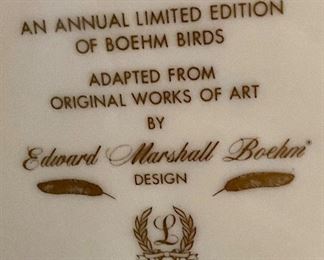 AN ANNUAL LIMITED EDITION
OF BOEHM BIRDS
ADAPTED FROM
ORIGINAL WORKS OF ART
BY
Edward Marshall Boehm®
DESIGN
L